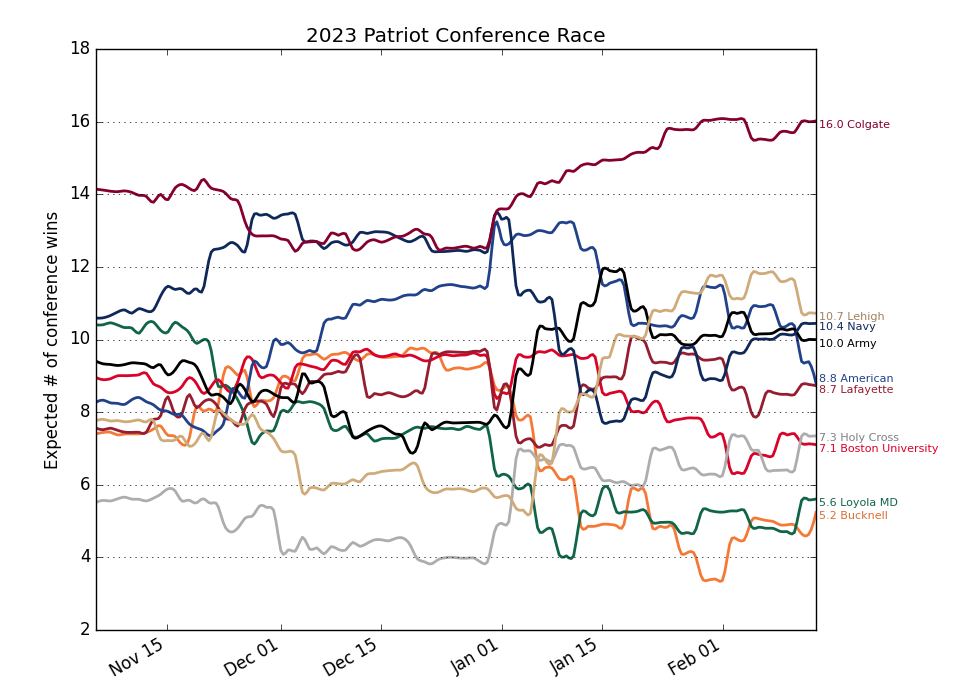 2023 Patriot Conference Race
Expected # of conference wins
18
16
14
12
10
8
6
4
2
Nov 15
Dec 01
Dec 15
Jan 01
Jan 15
Feb 01
16.0 Colgate
10.7 Lehigh
10.4 Navy
10.0 Army
8.8 American
8.7 Lafayette
7.3 Holy Cross
7.1 Boston University
5.6 Loyola MD
5.2 Bucknell